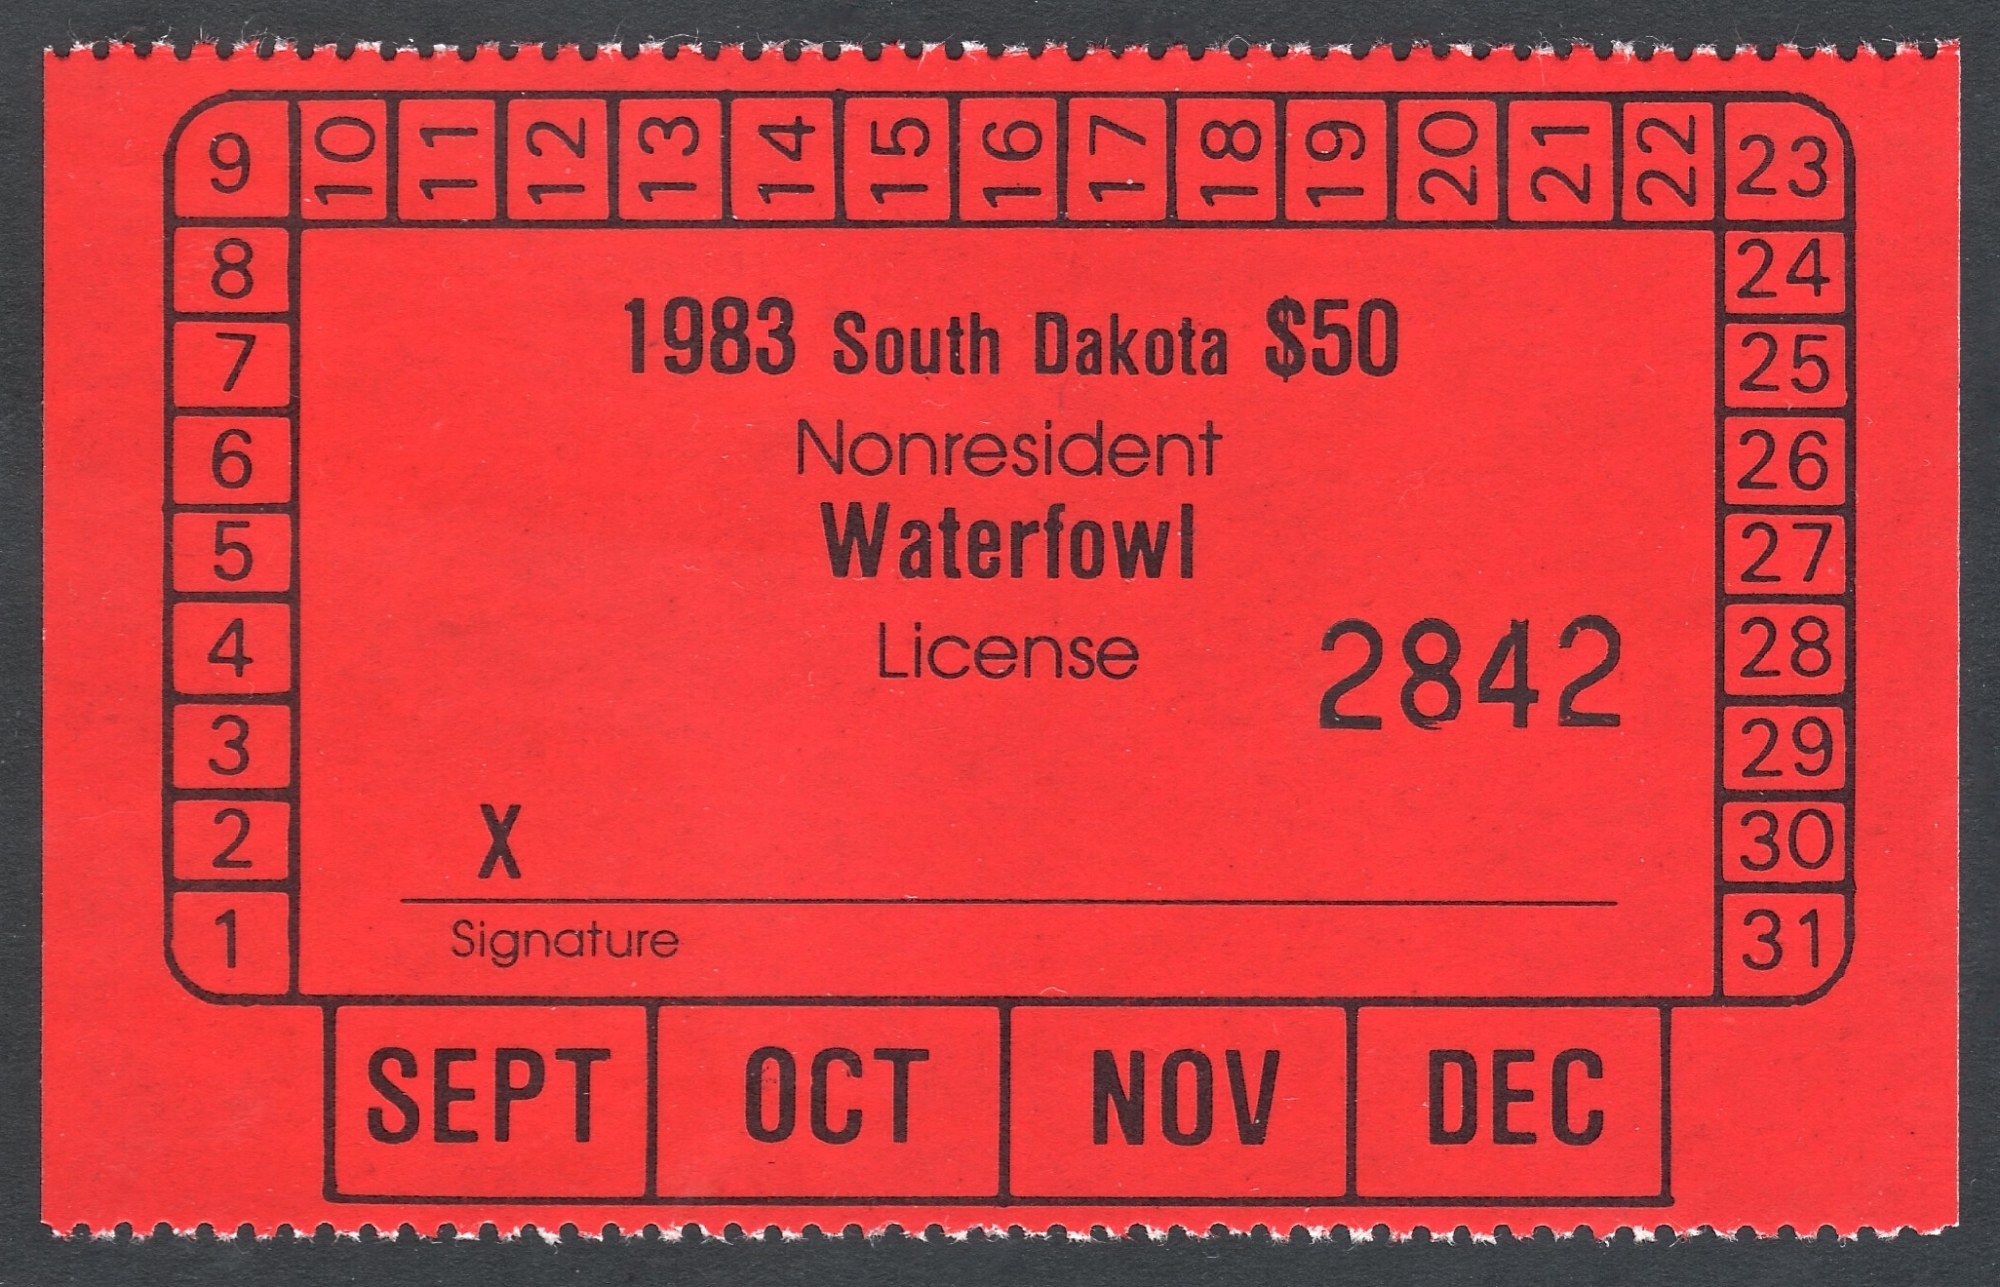 9 10 11 12 13 14 15 16 17 18 19 20 21 22 23
8 24
7 25
6 26
5 27
4 28
3 29
2 30
1 31
1983 South Dakota $50
Nonresident
Waterfowl
License
2842
X
Signature
SEPT OCT NOV DEC